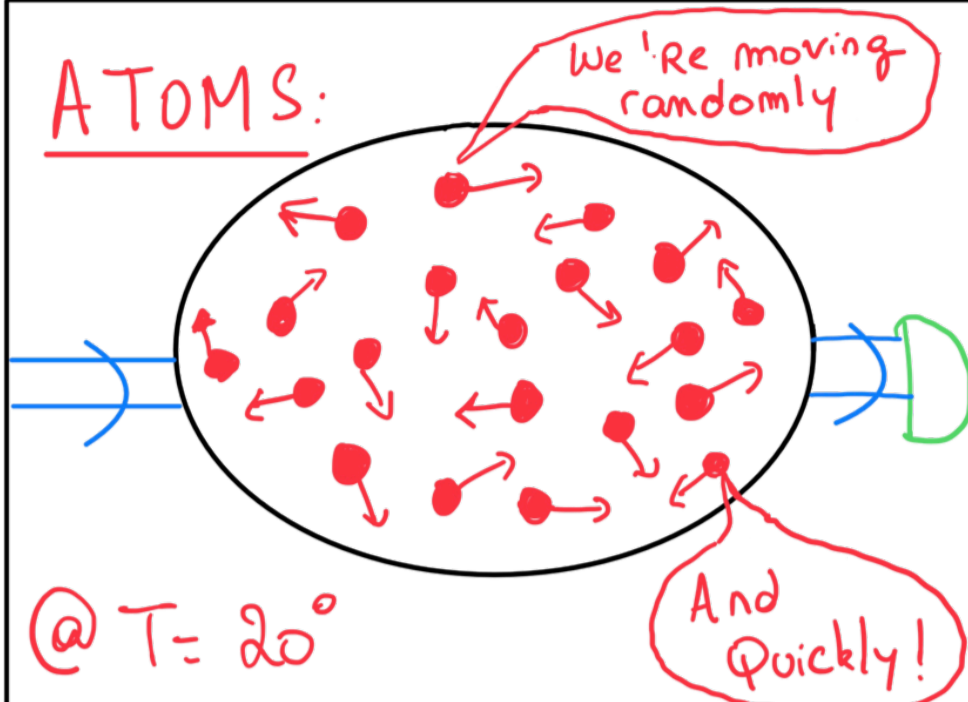 ATOMS:
We'Re moving
randomly
@ T= 20°
And
Quickly!